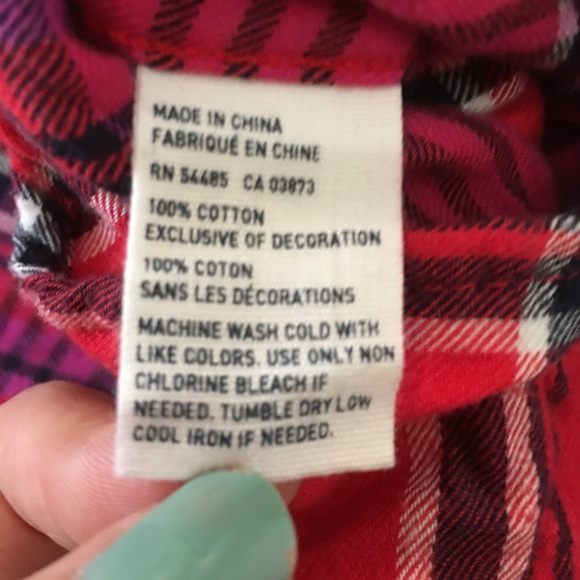 MADE IN CHINA
FABRIQUÉ EN CHINE
RN 54485 CA 03873
100% COTTON
EXCLUSIVE OF DECORATION
100% COTON
SANS LES DÉCORATIONS
MACHINE WASH COLD WITH
LIKE COLORS. USE ONLY NON
CHLORINE BLEACH IF
NEEDED. TUMBLE DRY LOW
COOL IRON IF NEEDED.